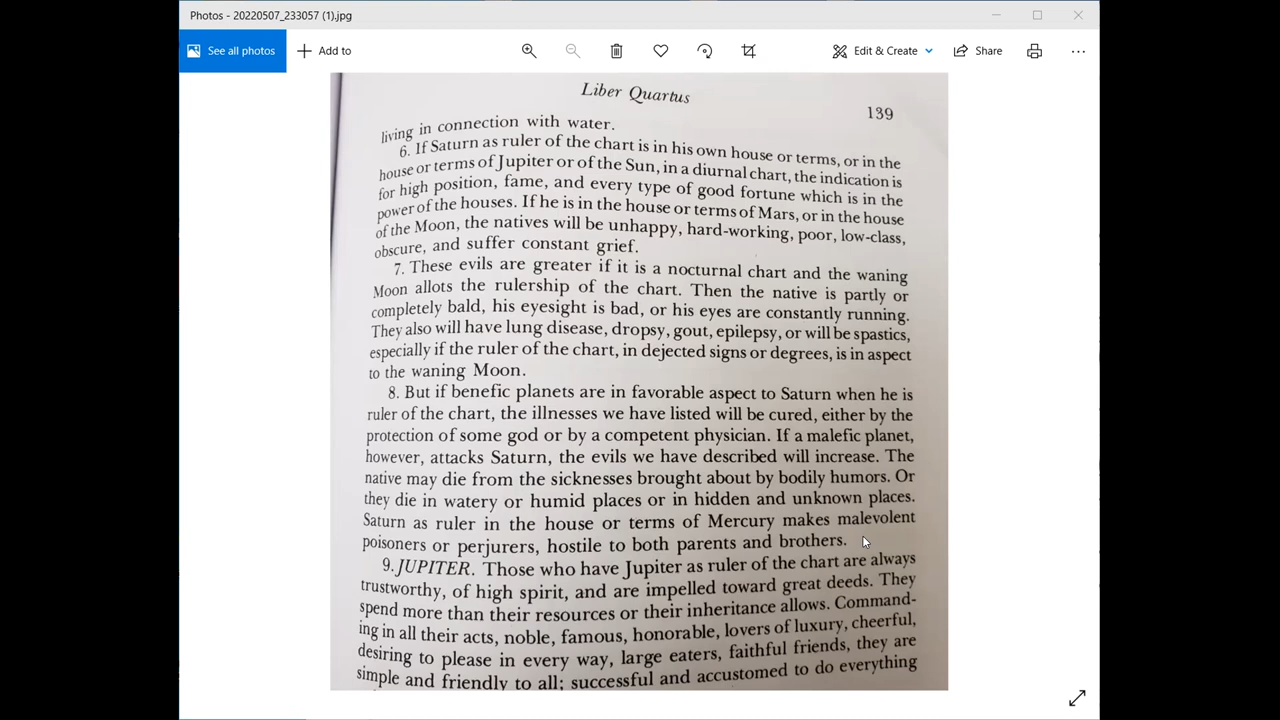 Photos - 20220507_233057 (1).jpg
See all photos
Add to
Edit & Create
Share
Liber Quartus
139
living in connection with water.
6. If Saturn as ruler of the chart is in his own house or terms, or in the
house or terms of Jupiter or of the Sun, in a diurnal chart, the indication is
for high position, fame, and every type of good fortune which is in the
power of the houses. If he is in the house or terms of Mars, or in the house
of the Moon, the natives will be unhappy, hard-working, poor, low-class,
obscure, and suffer constant grief.
7. These evils are greater if it is a nocturnal chart and the waning
Moon allots the rulership of the chart. Then the native is partly or
completely bald, his eyesight is bad, or his eyes are constantly running.
They also will have lung disease, dropsy, gout, epilepsy, or will be spastics,
especially if the ruler of the chart, in dejected signs or degrees, is in aspect
to the waning Moon.
8. But if benefic planets are in favorable aspect to Saturn when he is
ruler of the chart, the illnesses we have listed will be cured, either by the
protection of some god or by a competent physician. If a malefic planet,
however, attacks Saturn, the evils we have described will increase. The
native may die from the sicknesses brought about by bodily humors. Or
they die in watery or humid places or in hidden and unknown places.
Saturn as ruler in the house or terms of Mercury makes malevolent
poisoners or perjurers, hostile to both parents and brothers.
9. JUPITER. Those who have Jupiter as ruler of the chart are always
trustworthy, of high spirit, and are impelled toward great deeds. They
spend more than their resources or their inheritance allows. Command-
ing in all their acts, noble, famous, honorable, lovers of luxury, cheerful,
desiring to please in every way, large eaters, faithful friends, they are
simple and friendly to all; successful and accustomed to do everything